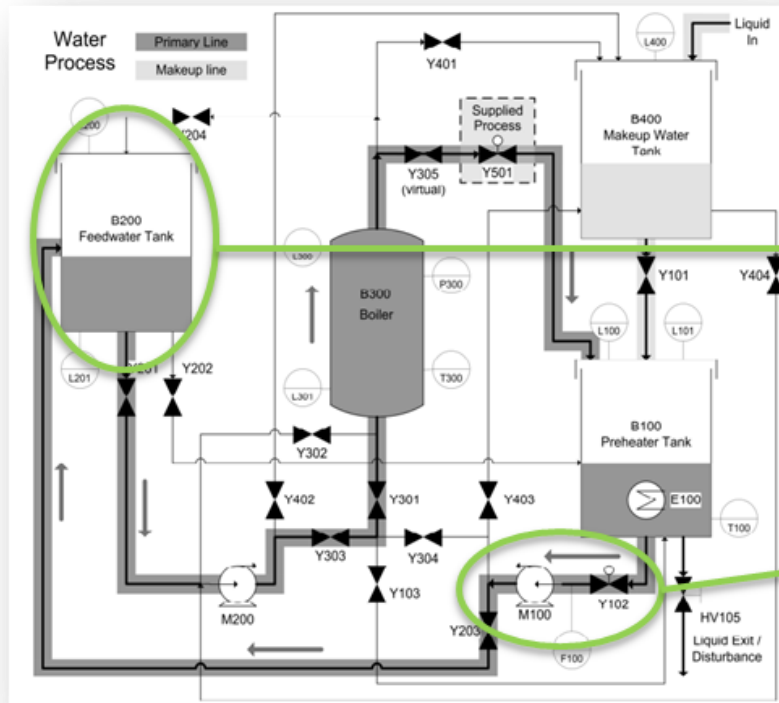 Water
Process
Primary Line
Makeup line
L400
Liquid
In
Y401
Supplied
Process
B400
Makeup Water
Tank
Y204
Y305
(virtual)
Y501
B200
Feedwater Tank
L300
P300
B300
Boiler
Y101
Y404
L100
L101
L201
Y202
L301
T300
B100
Preheater Tank
Y302
Y402
Y301
Y403
E100
T100
Y303
Y304
M200
Y103
M100
Y102
HV105
Y203
F100
Liquid Exit /
Disturbance